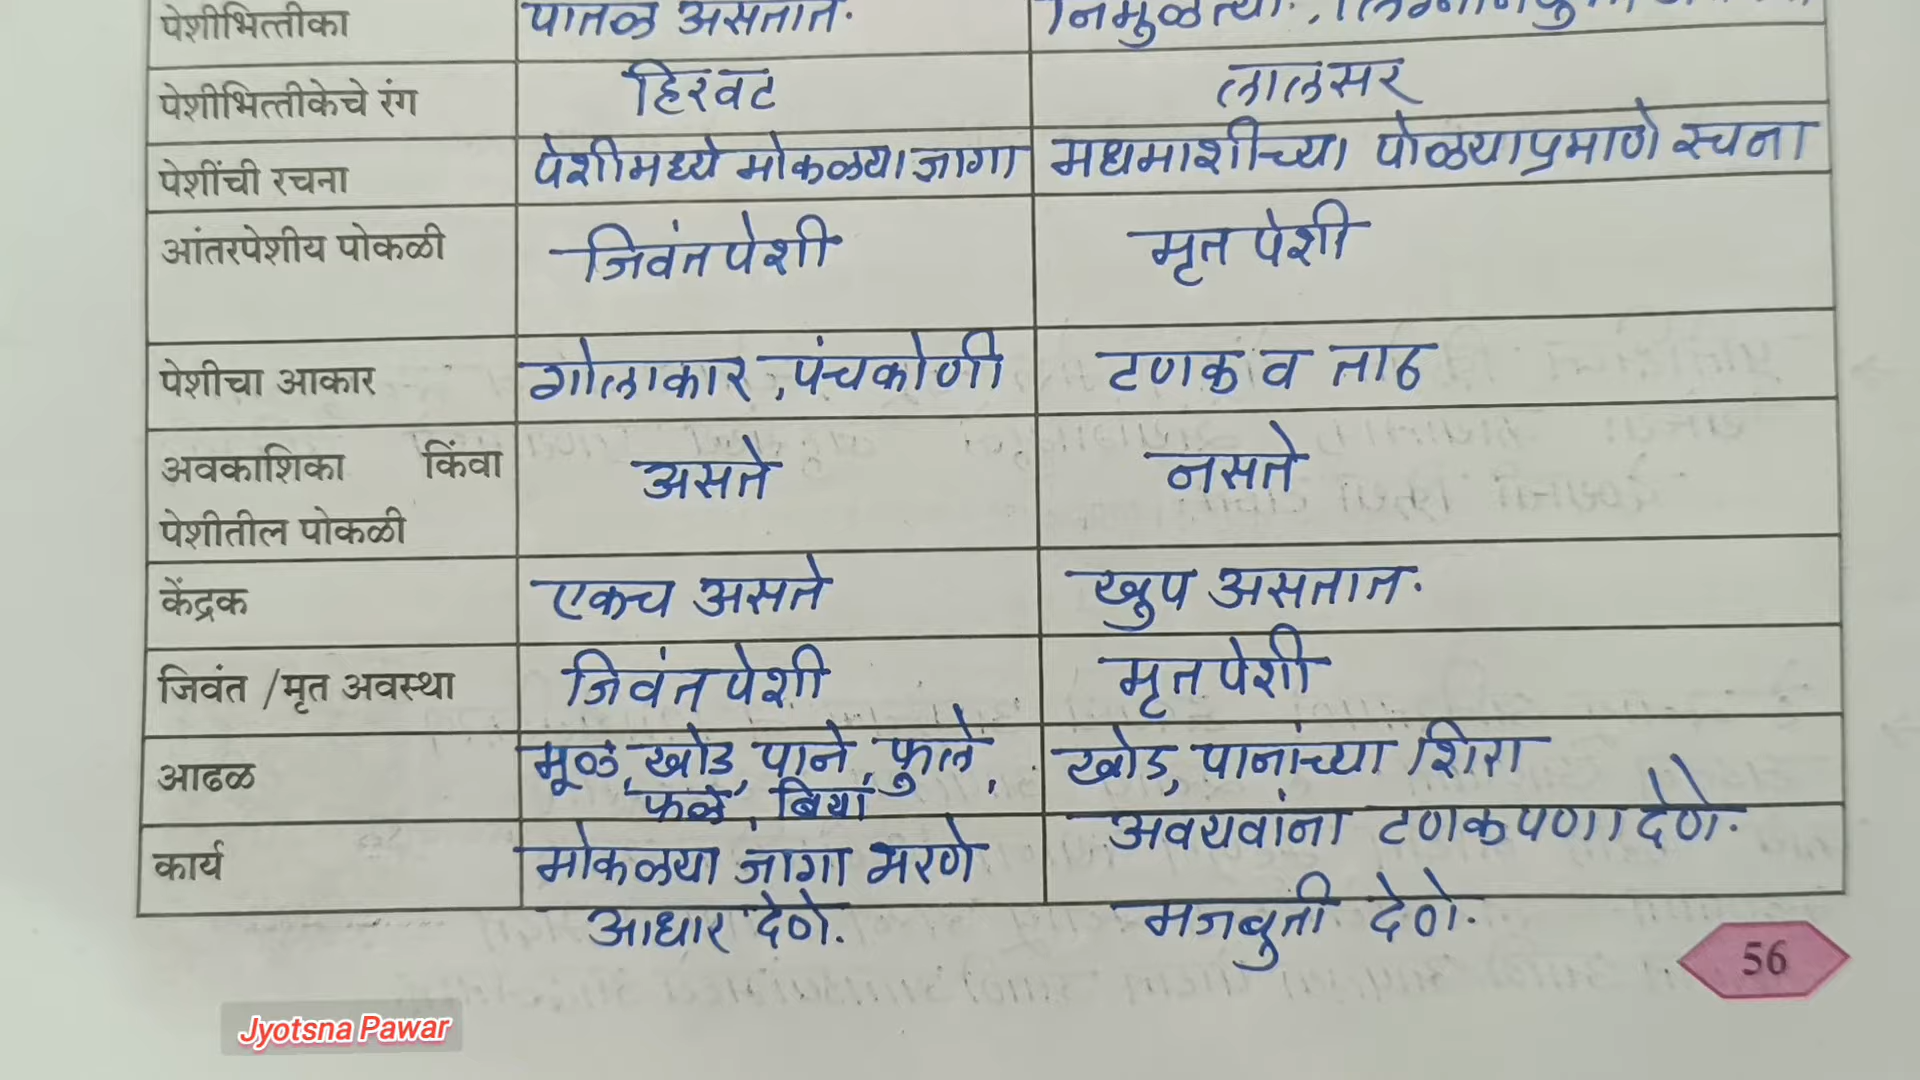 पेशीभित्तीका पातळ असतात.
पेशीभित्तीकेचे रंग हिरवट लालसर
पेशींची रचना पेशीमध्ये मोकळ्या जागा मधमाशीच्या पोळ्याप्रमाणे रचना
आंतरपेशीय पोकळी जिवंत पेशी मृत पेशी
पेशीचा आकार गोलाकार, पंचकोणी टणक व ताठ
अवकाशिका किंवा असते नसते
पेशीतील पोकळी
केंद्रक एकच असते खुप असतात.
जिवंत /मृत अवस्था जिवंत पेशी मृत पेशी
आढळ मूळ, खोड, पाने, फुले, खोड, पानांच्या शिरा
फळे, बिया
कार्य मोकळ्या जागा भरणे अवयवांना टणकपणा देणे.
आधार देणे. मजबुती देणे.
56
Jyotsna Pawar